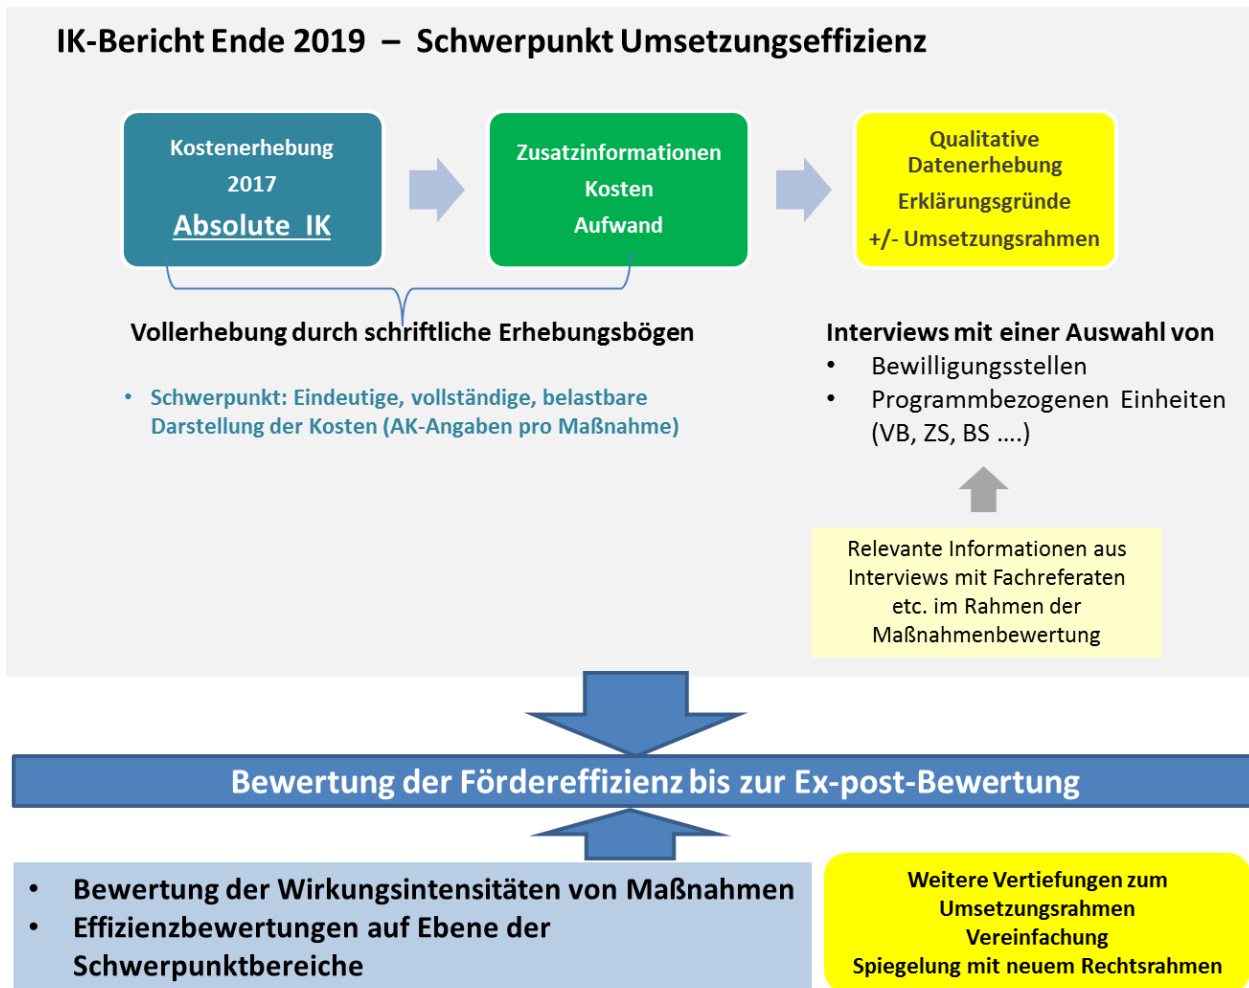 IK-Bericht Ende 2019 – Schwerpunkt Umsetzungseffizienz
Kostenerhebung
2017
Absolute IK
Zusatzinformationen
Kosten
Aufwand
Qualitative
Datenerhebung
Erklärungsgründe
+/- Umsetzungsrahmen
Vollerhebung durch schriftliche Erhebungsbögen
• Schwerpunkt: Eindeutige, vollständige, belastbare
Darstellung der Kosten (AK-Angaben pro Maßnahme)
Interviews mit einer Auswahl von
• Bewilligungsstellen
• Programmbezogenen Einheiten
(VB, ZS, BS ....)
Relevante Informationen aus
Interviews mit Fachreferaten
etc. im Rahmen der
Maßnahmenbewertung
Bewertung der Fördereffizienz bis zur Ex-post-Bewertung
• Bewertung der Wirkungsintensitäten von Maßnahmen
• Effizienzbewertungen auf Ebene der
Schwerpunktbereiche
Weitere Vertiefungen zum
Umsetzungsrahmen
Vereinfachung
Spiegelung mit neuem Rechtsrahmen